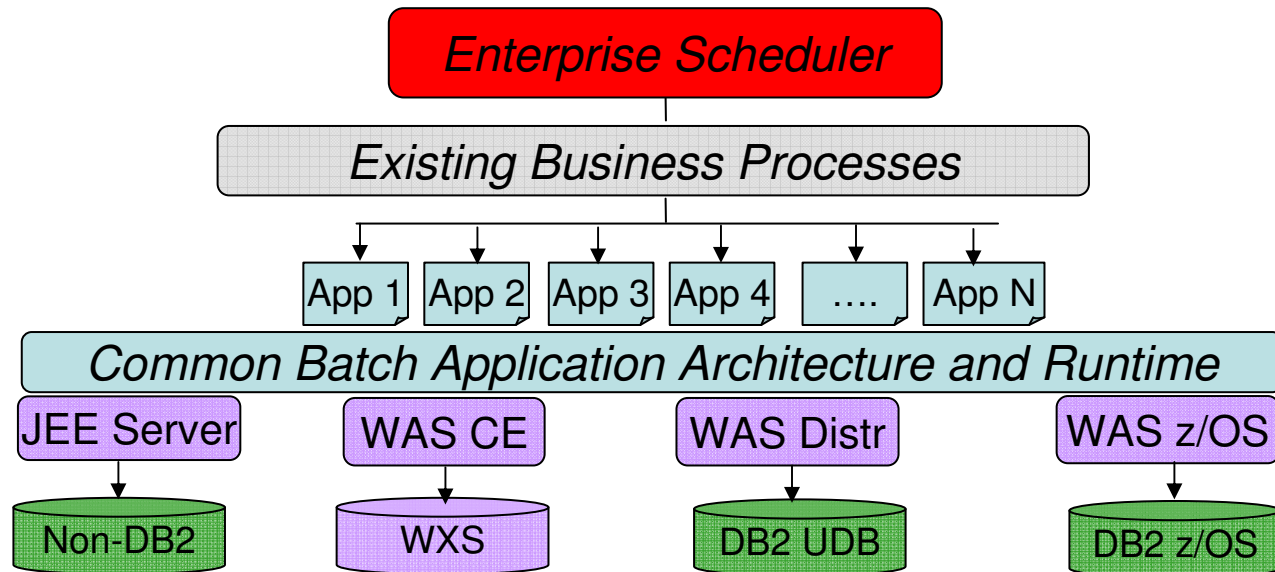 Enterprise Scheduler
Existing Business Processes
App 1 App 2 App 3 App 4 .... App N
Common Batch Application Architecture and Runtime
JEE Server WAS CE WAS Distr WAS z/OS
Non-DB2 WXS DB2 UDB DB2 z/OS